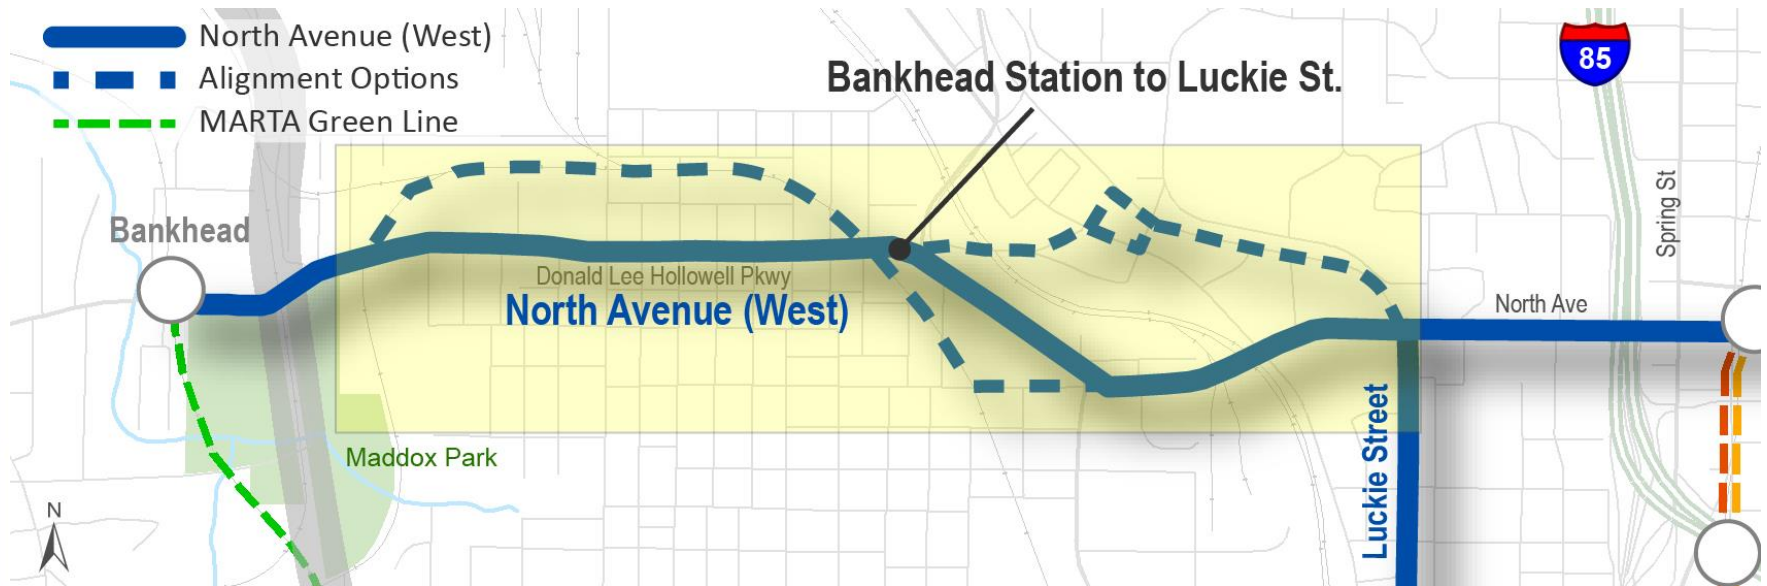 North Avenue (West)
Alignment Options
MARTA Green Line
Bankhead Station to Luckie St.
85
Spring St
Bankhead
Donald Lee Hollowell Pkwy
North Avenue (West)
North Ave
Luckie Street
Maddox Park
N